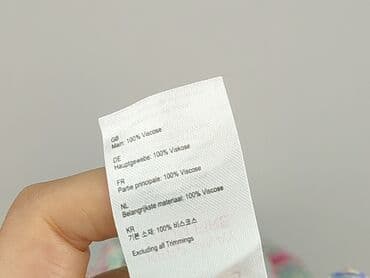 GB
Main: 100% Viscose
DE
Hauptgewebe: 100% Viskose
FR
Partie principale: 100% Viscose
NL
Belangrijkste materiaal: 100% Viscose
KR
기본 소재: 100% 비스코스
Excluding all Trimmings